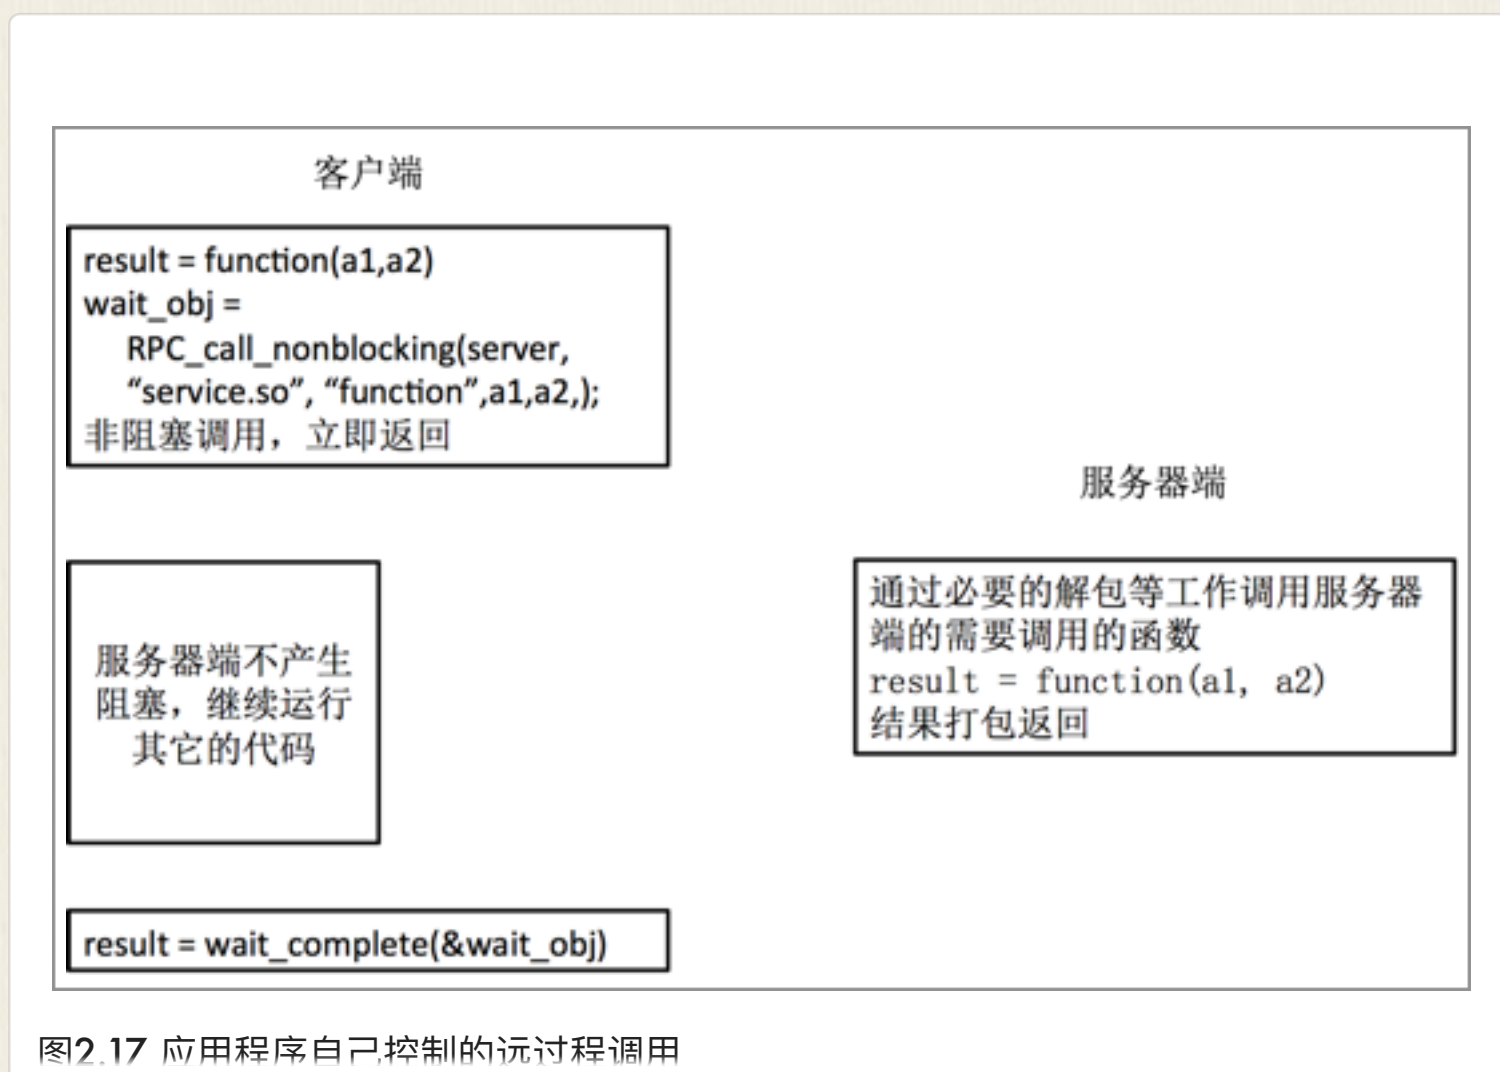 客户端
result = function(a1,a2)
wait_obj =
RPC_call_nonblocking(server,
“service.so”, “function”,a1,a2,);
非阻塞调用，立即返回
服务器端
服务器端不产生
阻塞，继续运行
其它的代码
通过必要的解包等工作调用服务器
端的需要调用的函数
result = function(a1, a2)
结果打包返回
result = wait_complete(&wait_obj)
图2.17 应用程序自己控制的远过程调用